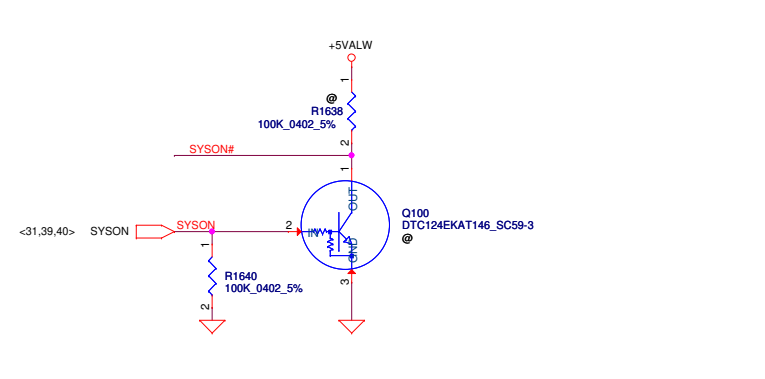 +5VALW
1
@
R1638
100K_0402_5%
2
SYSON#
1
OUT
Q100
DTC124EKAT146_SC59-3
@
<31,39,40>
SYSON
SYSON
2
IN
GND
1
R1640
100K_0402_5%
2
3